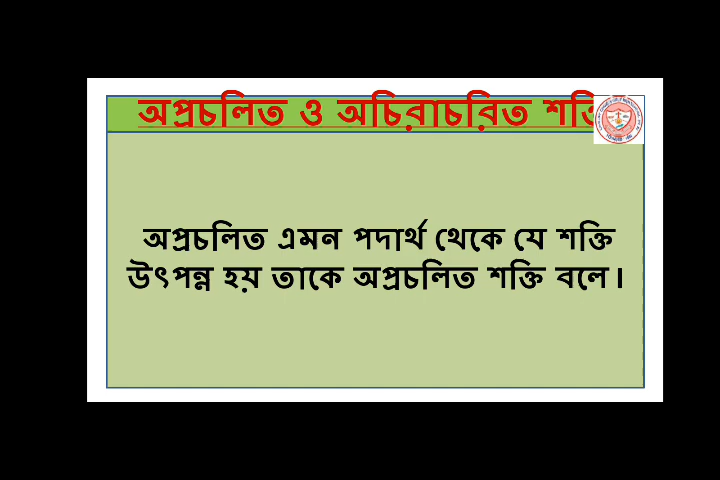 অপ্রচলিত ও অচিরাচরিত শক্তি
অপ্রচলিত এমন পদার্থ থেকে যে শক্তি
উৎপন্ন হয় তাকে অপ্রচলিত শক্তি বলে।